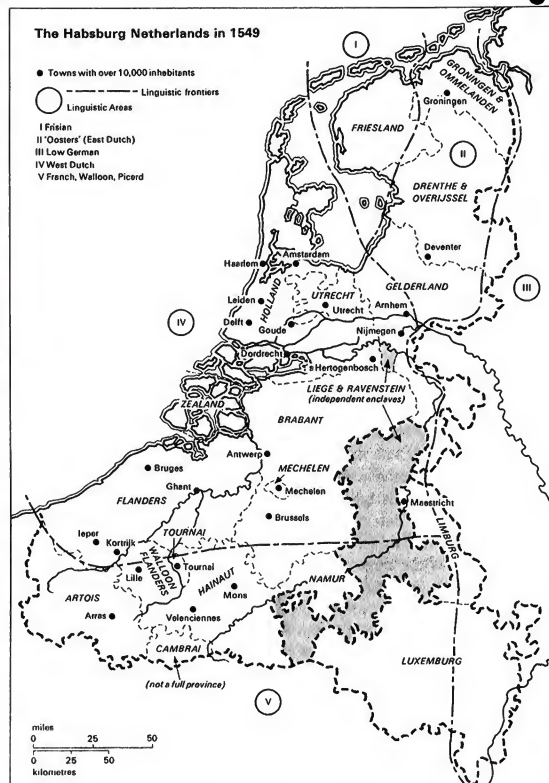 The Habsburg Netherlands in 1549
Towns with over 10,000 inhabitants
Linguistic frontiers
Linguistic Areas
I Frisian
II 'Oosters' (East Dutch)
III Low German
IV West Dutch
V Franch, Walloon, Picard
I
GRONINGEN &
OMMELANDEN
Groningen
FRIESLAND
II
DRENTHE &
OVERIJSSEL
Deventer
Amstardam
Haarlem
HOLLAND
UTRECHT
GELDERLAND
III
Leiden
Utrecht
Arnhem
IV
Delft
Goude
Nijmegen
Dordrecht
's Hertogenbosch
ZEALAND
LIEGE & RAVENSTEIN
(independent enclaves)
BRABANT
Antwerp
MECHELEN
Bruges
Mechelen
Ghant
FLANDERS
Maestricht
Brussels
LIMBURG
Ieper
Kortrijk
TOURNAI
WALLOON
FLANDERS
Lille
Tournai
HAINAUT
NAMUR
Mons
ARTOIS
Arras
Velenciennes
CAMBRAI
LUXEMBURG
(not a full province)
V
miles
0 25 50
0 25 50
kilometres